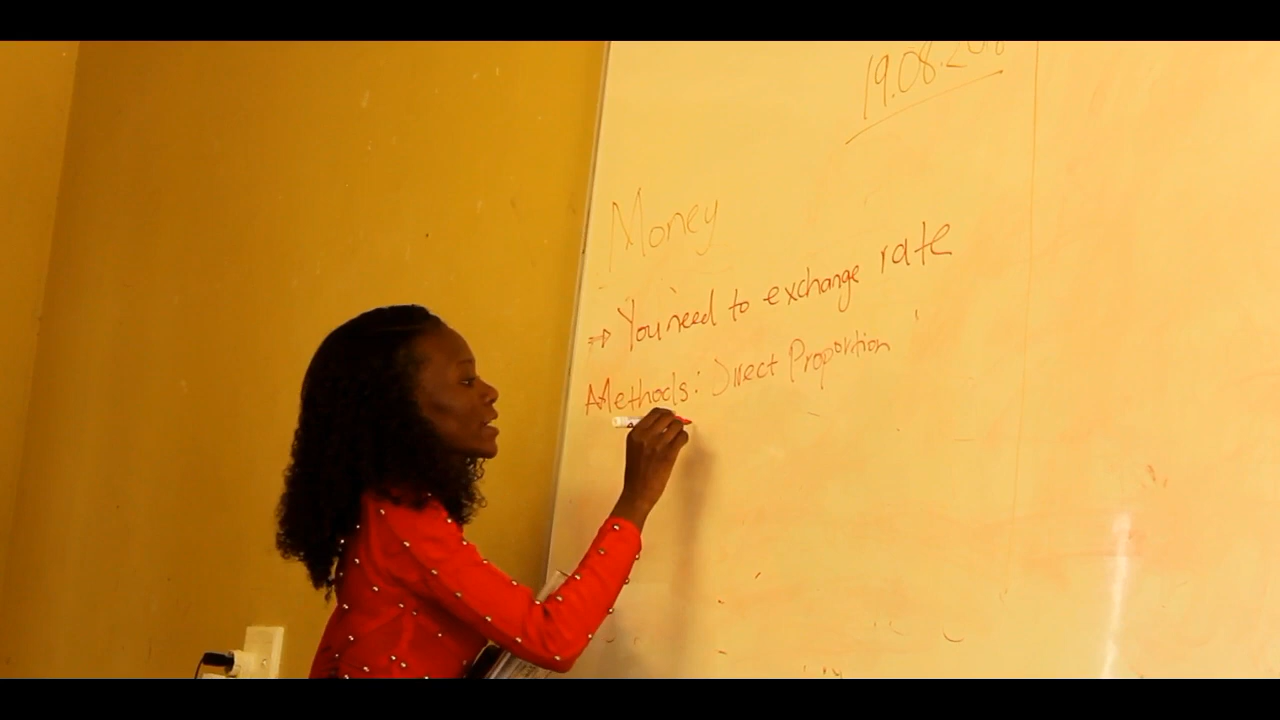 19.08.2018
Money
⇒ You need to exchange rate
Methods: Direct Proportion